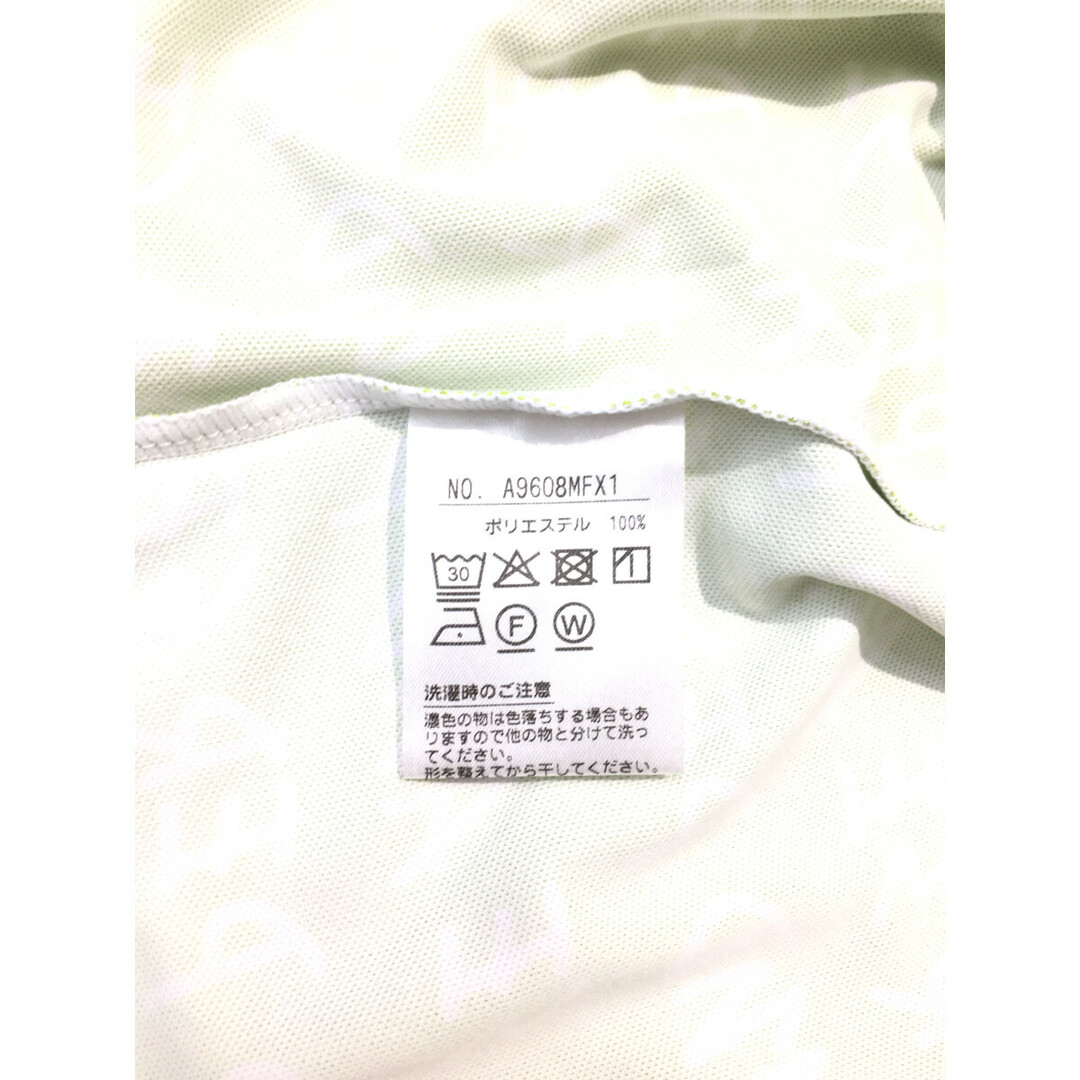 NO. A9608MFX1
ポリエステル 100%
30
F W
洗濯時のご注意
濃色の物は色落ちする場合もあ
りますので他の物と分けて洗っ
てください。
形を整えてから干してください。